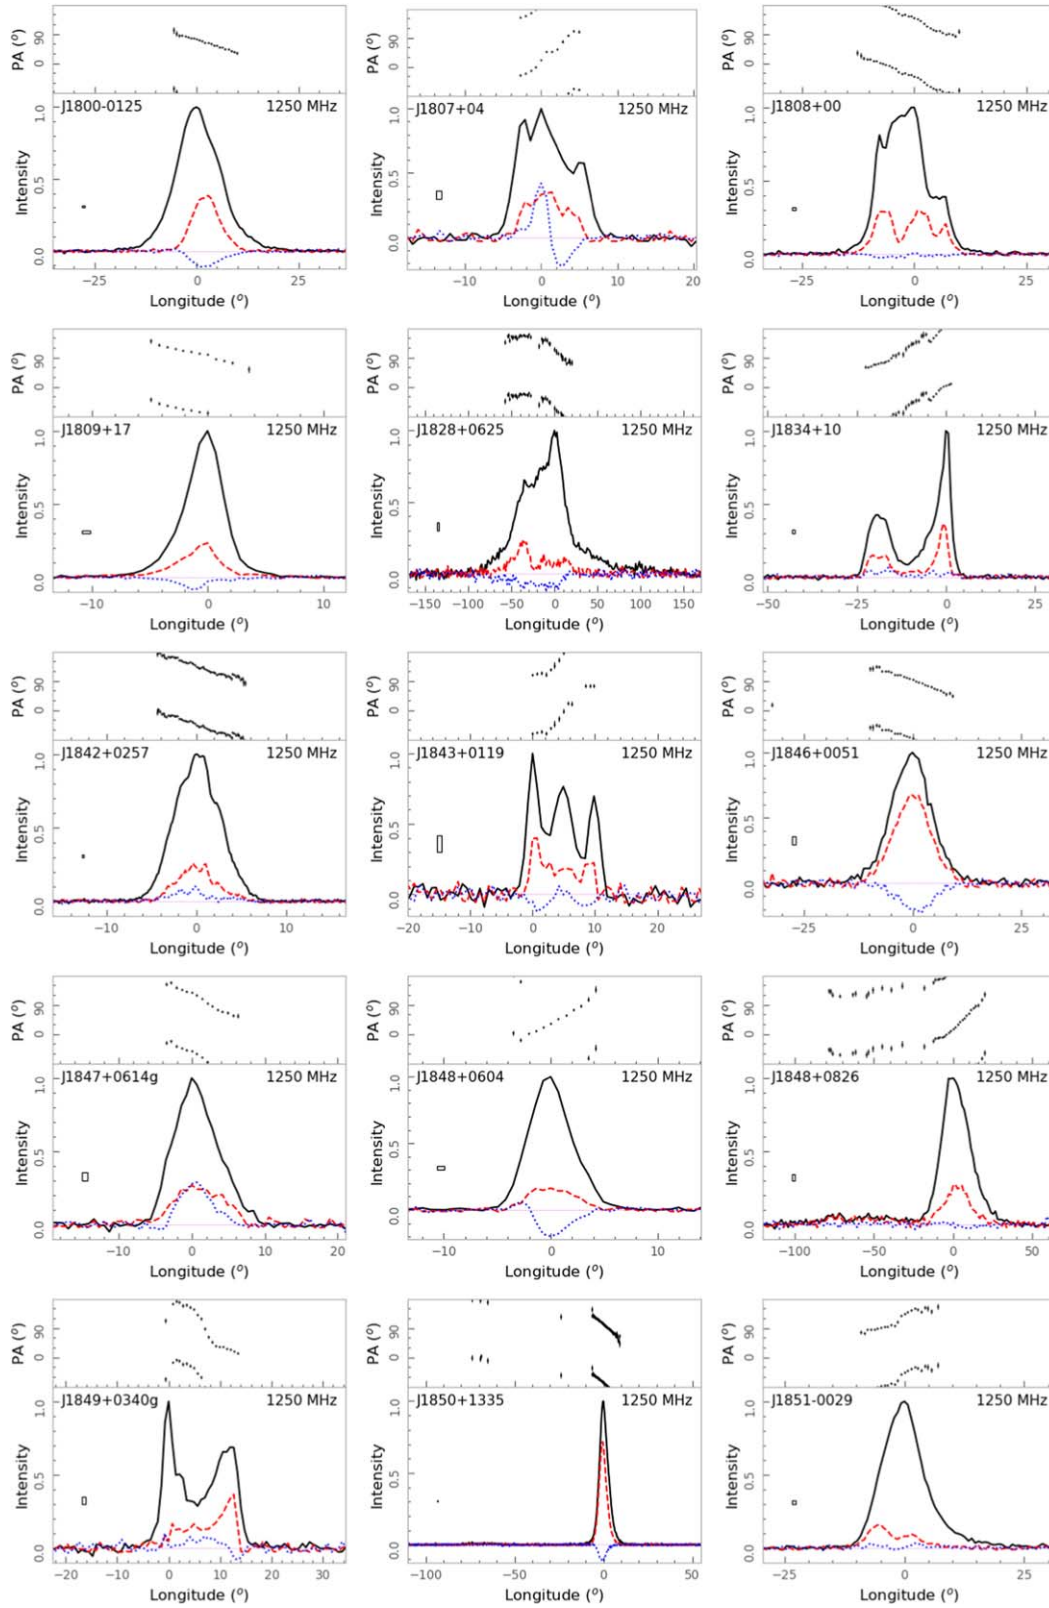 PA (°) 0 90
J1800-0125 1250 MHz
Intensity 0.0 0.5 1.0
−25 0 25
Longitude (°)
PA (°) 0 90
J1807+04 1250 MHz
Intensity 0.0 0.5 1.0
−10 0 10 20
Longitude (°)
PA (°) 0 90
J1808+00 1250 MHz
Intensity 0.0 0.5 1.0
−25 0 25
Longitude (°)
PA (°) 0 90
J1809+17 1250 MHz
Intensity 0.0 0.5 1.0
−10 0 10
Longitude (°)
PA (°) 0 90
J1828+0625 1250 MHz
Intensity 0.0 0.5 1.0
−150 −100 −50 0 50 100 150
Longitude (°)
PA (°) 0 90
J1834+10 1250 MHz
Intensity 0.0 0.5 1.0
−50 −25 0 25
Longitude (°)
PA (°) 0 90
J1842+0257 1250 MHz
Intensity 0.0 0.5 1.0
−10 0 10
Longitude (°)
PA (°) 0 90
J1843+0119 1250 MHz
Intensity 0.0 0.5 1.0
−20 −10 0 10 20
Longitude (°)
PA (°) 0 90
J1846+0051 1250 MHz
Intensity 0.0 0.5 1.0
−25 0 25
Longitude (°)
PA (°) 0 90
J1847+0614g 1250 MHz
Intensity 0.0 0.5 1.0
−10 0 10 20
Longitude (°)
PA (°) 0 90
J1848+0604 1250 MHz
Intensity 0.0 0.5 1.0
−10 0 10
Longitude (°)
PA (°) 0 90
J1848+0826 1250 MHz
Intensity 0.0 0.5 1.0
−100 −50 0 50
Longitude (°)
PA (°) 0 90
J1849+0340g 1250 MHz
Intensity 0.0 0.5 1.0
−20 −10 0 10 20 30
Longitude (°)
PA (°) 0 90
J1850+1335 1250 MHz
Intensity 0.0 0.5 1.0
−100 −50 0 50
Longitude (°)
PA (°) 0 90
J1851-0029 1250 MHz
Intensity 0.0 0.5 1.0
−25 0 25
Longitude (°)